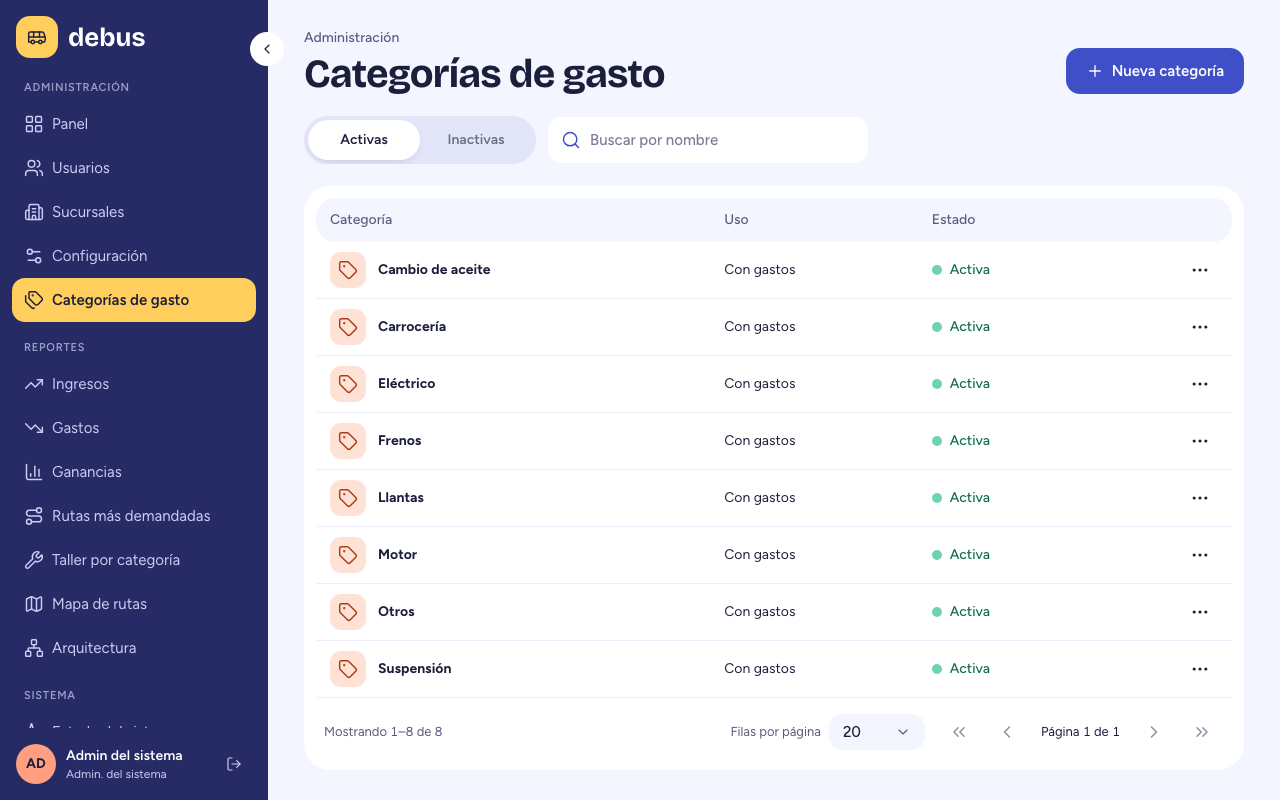 debus
ADMINISTRACIÓN
Panel
Usuarios
Sucursales
Configuración
Categorías de gasto
REPORTES
Ingresos
Gastos
Ganancias
Rutas más demandadas
Taller por categoría
Mapa de rutas
Arquitectura
SISTEMA
AD
Admin del sistema
Admin. del sistema
Administración
Categorías de gasto
Nueva categoría
Activas
Inactivas
Buscar por nombre
Categoría Uso Estado
Cambio de aceite Con gastos Activa
Carrocería Con gastos Activa
Eléctrico Con gastos Activa
Frenos Con gastos Activa
Llantas Con gastos Activa
Motor Con gastos Activa
Otros Con gastos Activa
Suspensión Con gastos Activa
Mostrando 1–8 de 8
Filas por página 20
Página 1 de 1